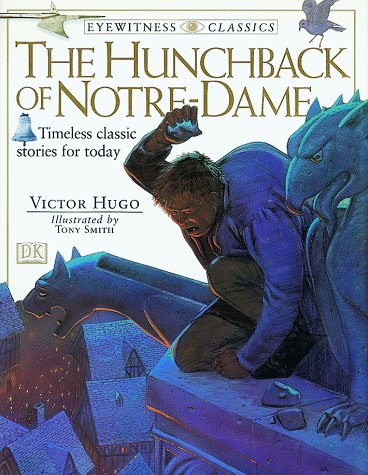 EYEWITNESS CLASSICS
THE HUNCHBACK
OF NOTRE-DAME
Timeless classic
stories for today
VICTOR HUGO
Illustrated by
TONY SMITH
DK